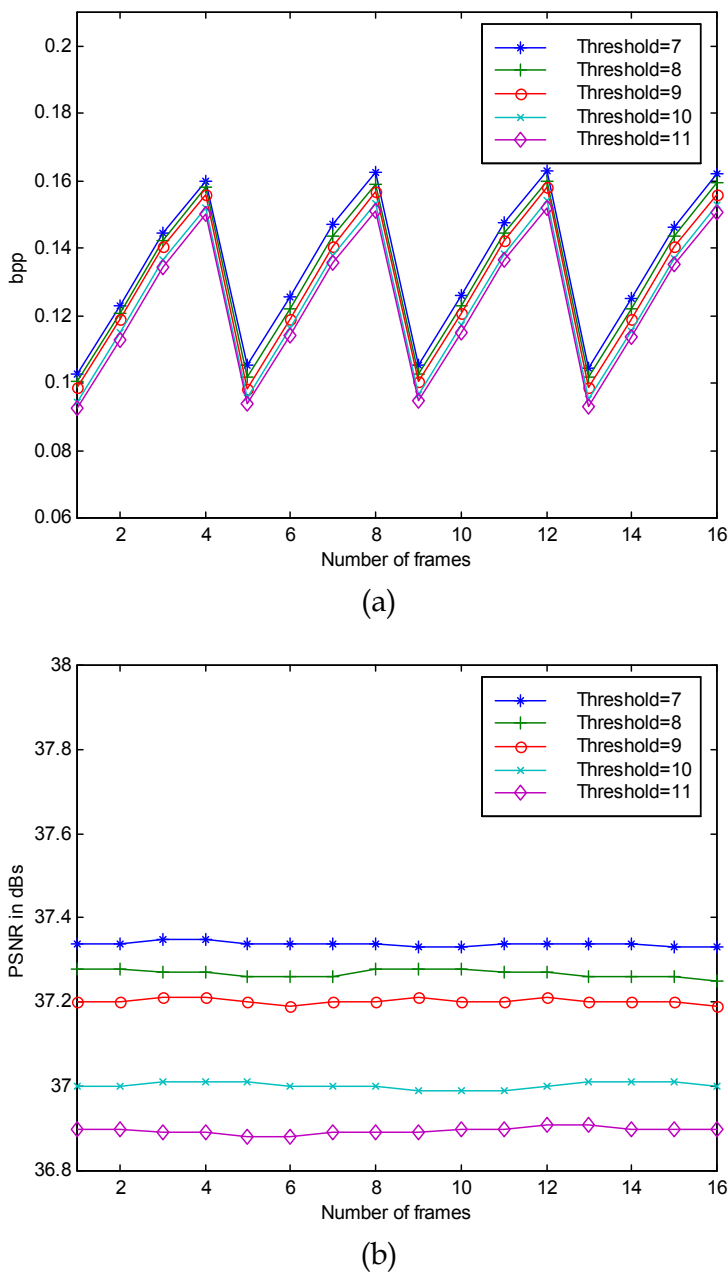 0.2
0.18
0.16
0.14
0.12
0.1
0.08
0.06
bpp
Threshold=7
Threshold=8
Threshold=9
Threshold=10
Threshold=11
2 4 6 8 10 12 14 16
Number of frames
(a)
38
37.8
37.6
37.4
37.2
37
36.8
PSNR in dBs
Threshold=7
Threshold=8
Threshold=9
Threshold=10
Threshold=11
2 4 6 8 10 12 14 16
Number of frames
(b)